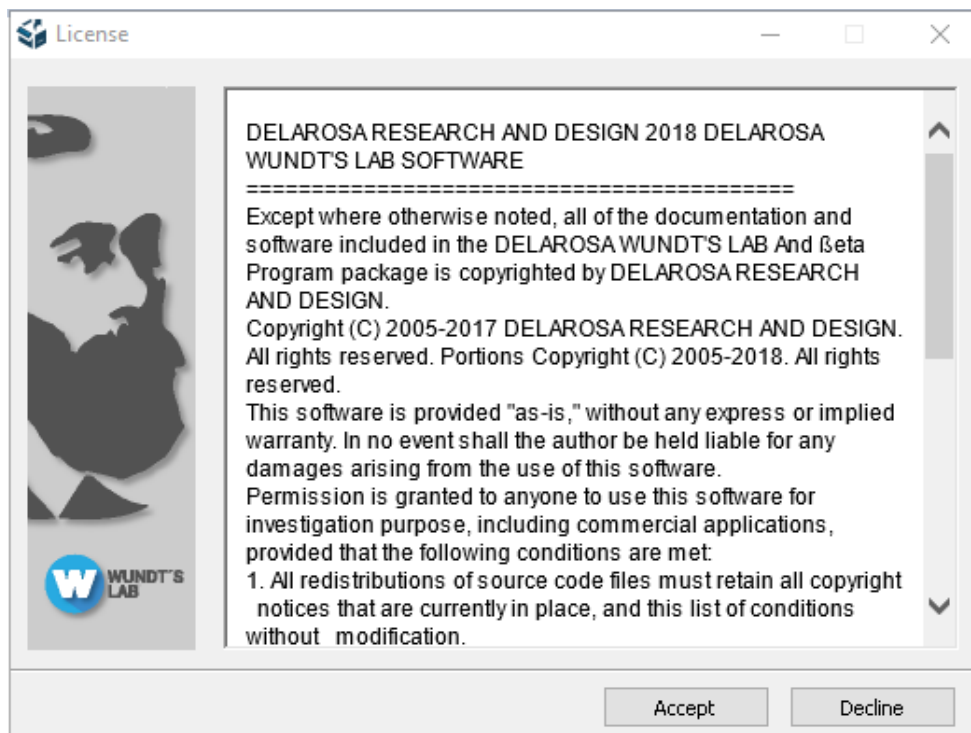 License
DELAROSA RESEARCH AND DESIGN 2018 DELAROSA
WUNDT'S LAB SOFTWARE
==========================================
Except where otherwise noted, all of the documentation and
software included in the DELAROSA WUNDT'S LAB And ßeta
Program package is copyrighted by DELAROSA RESEARCH
AND DESIGN.
Copyright (C) 2005-2017 DELAROSA RESEARCH AND DESIGN.
All rights reserved. Portions Copyright (C) 2005-2018. All rights
reserved.
This software is provided "as-is," without any express or implied
warranty. In no event shall the author be held liable for any
damages arising from the use of this software.
Permission is granted to anyone to use this software for
investigation purpose, including commercial applications,
provided that the following conditions are met:
1. All redistributions of source code files must retain all copyright
notices that are currently in place, and this list of conditions
without modification.
W WUNDT´S
LAB
Accept Decline